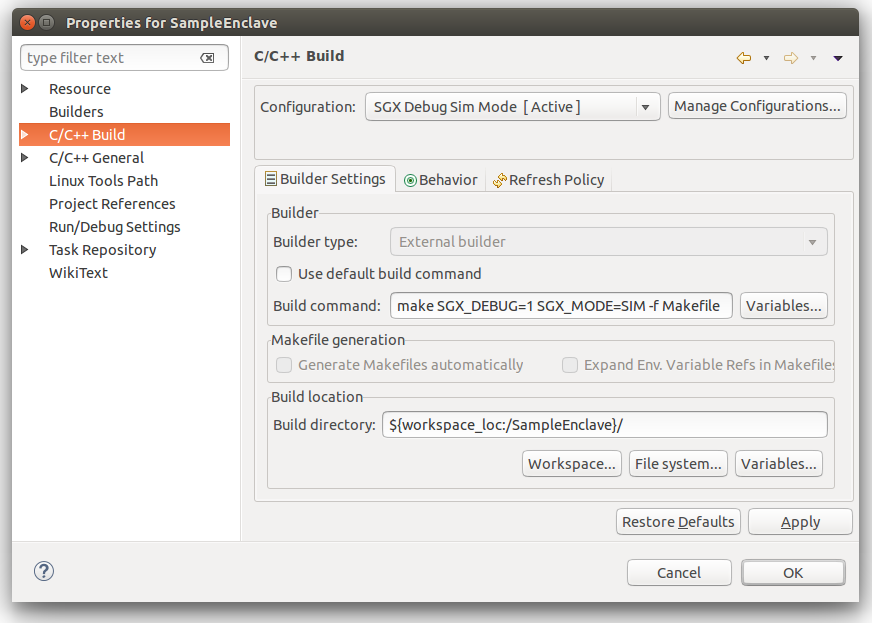 Properties for SampleEnclave
type filter text
Resource
Builders
C/C++ Build
C/C++ General
Linux Tools Path
Project References
Run/Debug Settings
Task Repository
WikiText
C/C++ Build
Configuration: SGX Debug Sim Mode [ Active ] Manage Configurations...
Builder Settings Behavior Refresh Policy
Builder
Builder type: External builder
Use default build command
Build command: make SGX_DEBUG=1 SGX_MODE=SIM -f Makefile Variables...
Makefile generation
Generate Makefiles automatically Expand Env. Variable Refs in Makefiles
Build location
Build directory: ${workspace_loc:/SampleEnclave}/
Workspace... File system... Variables...
Restore Defaults Apply
? Cancel OK